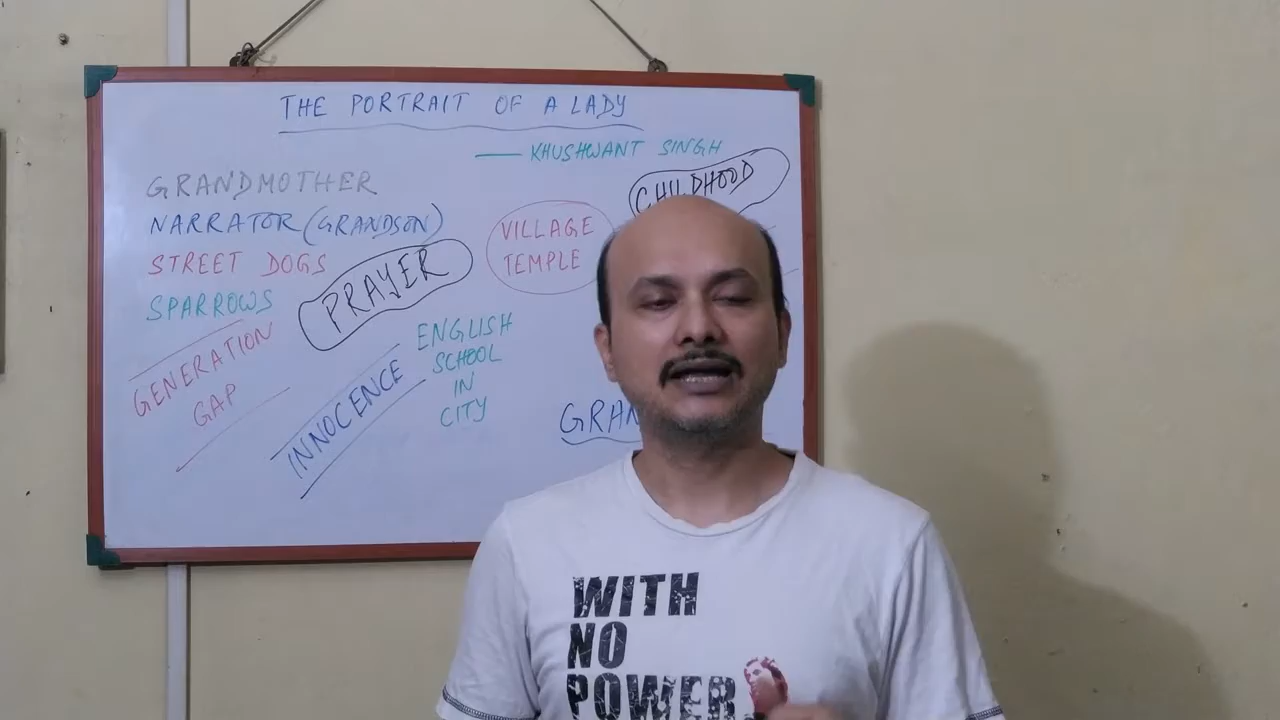 THE PORTRAIT OF A LADY
— KHUSHWANT SINGH
GRANDMOTHER
CHILDHOOD
NARRATOR (GRANDSON)
VILLAGE
TEMPLE
STREET DOGS
PRAYER
SPARROWS
GENERATION
GAP
INNOCENCE
ENGLISH
SCHOOL
IN
CITY
WITH
NO
POWER